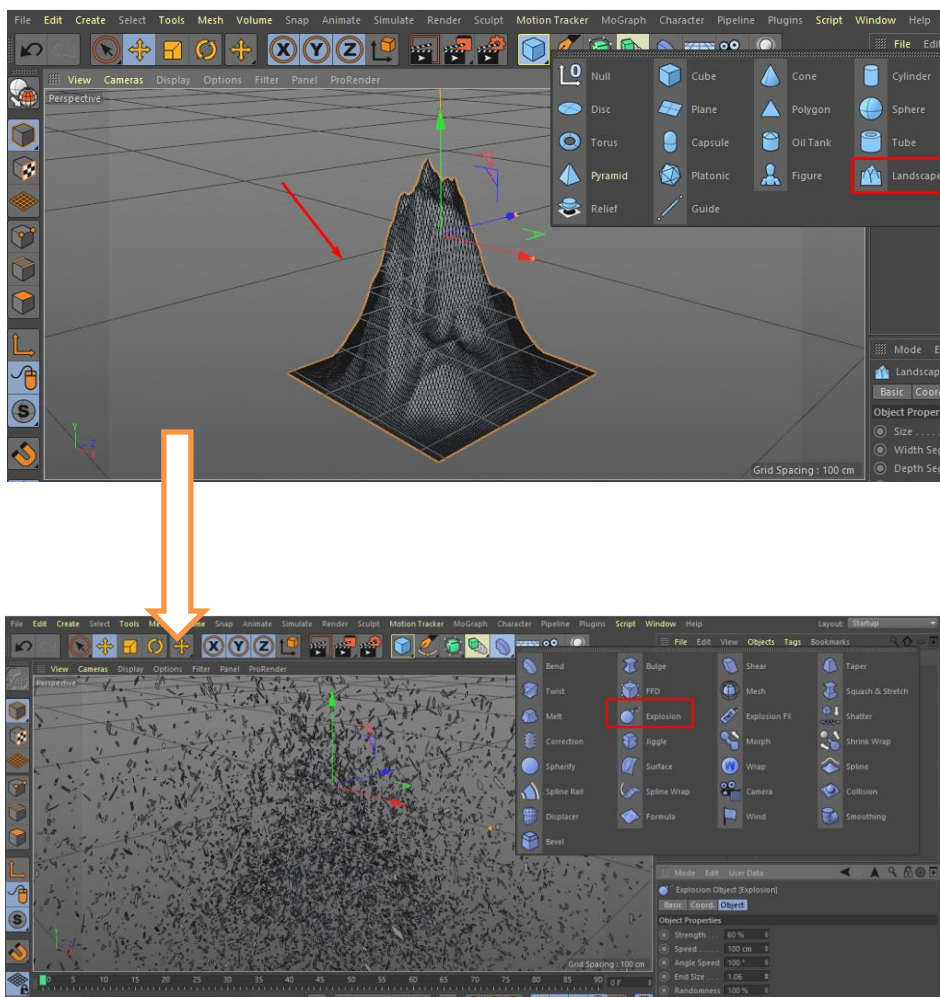 File Edit Create Select Tools Mesh Volume Snap Animate Simulate Render Sculpt Motion Tracker MoGraph Character Pipeline Plugins Script Window Help
X Y Z
File Edit
View Cameras Display Options Filter Panel ProRender
Perspective
0 Null Cube Cone Cylinder
Disc Plane Polygon Sphere
Torus Capsule Oil Tank Tube
Pyramid Platonic Figure Landscape
Relief Guide
Mode E
Landscap
Basic Coord
Object Proper
Size . . . .
Width Seg
Depth Seg
S
Y
Z
X
Grid Spacing : 100 cm
File Edit Create Select Tools Snap Animate Simulate Render Sculpt Motion Tracker MoGraph Character Pipeline Plugins Script Window Help Layout: Startup
X Y Z
File Edit View Objects Tags Bookmarks
View Cameras Display Options Filter Panel ProRender
Perspective
Bend Bulge Shear Taper
Twist FFD Mesh Squash & Stretch
Melt Explosion Explosion FX Shatter
Correction Jiggle Morph Shrink Wrap
Spherify Surface Wrap Spline
Spline Rail Spline Wrap Camera Collision
Displacer Formula Wind Smoothing
Bevel
Mode Edit User Data
Explosion Object [Explosion]
Basic Coord. Object
Object Properties
Strength . . . 60 %
Speed . . . . . 100 cm
Angle Speed 100 °
End Size . . . 1.06
Randomness 100 %
S
Y
Grid Spacing : 100 cm
0 5 10 15 20 25 30 35 40 45 50 55 60 65 70 75 80 85 90 0 F